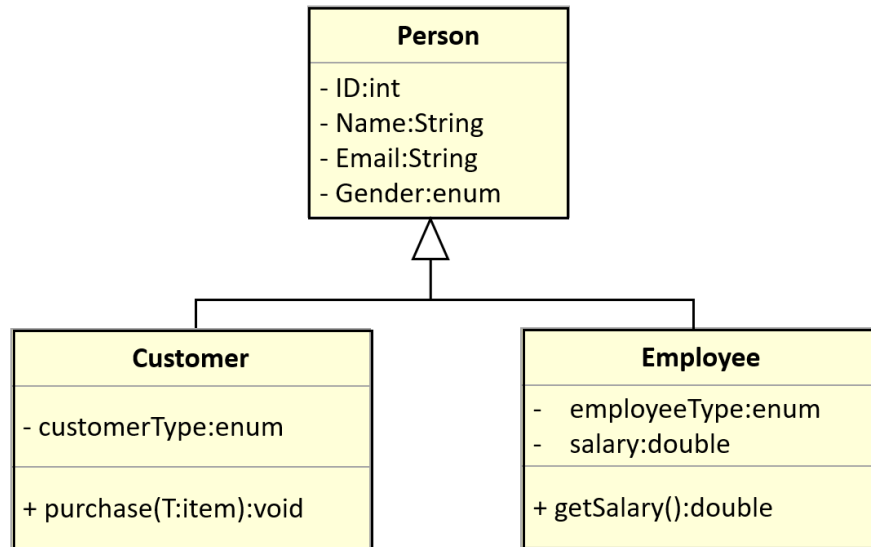 Person
- ID:int
- Name:String
- Email:String
- Gender:enum
Customer
- customerType:enum
+ purchase(T:item):void
Employee
- employeeType:enum
- salary:double
+ getSalary():double